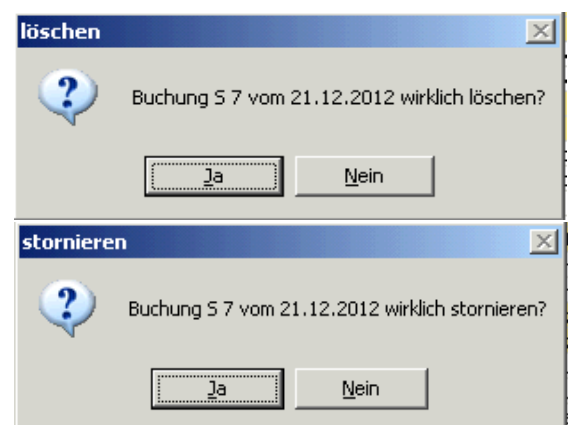 löschen
Buchung S 7 vom 21.12.2012 wirklich löschen?
Ja Nein
stornieren
Buchung S 7 vom 21.12.2012 wirklich stornieren?
Ja Nein